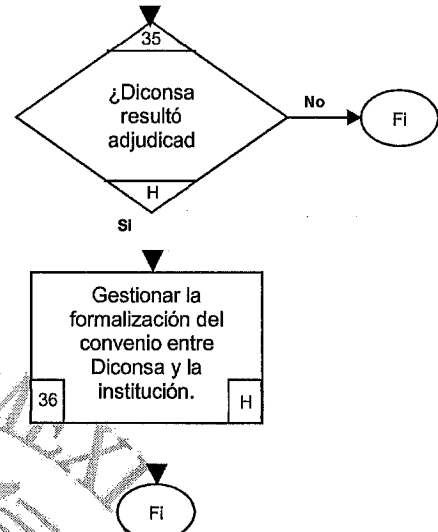 35
¿Diconsa
resultó
adjudicad
H
No
Fi
Si
Gestionar la
formalización del
convenio entre
Diconsa y la
institución.
36
H
Fi